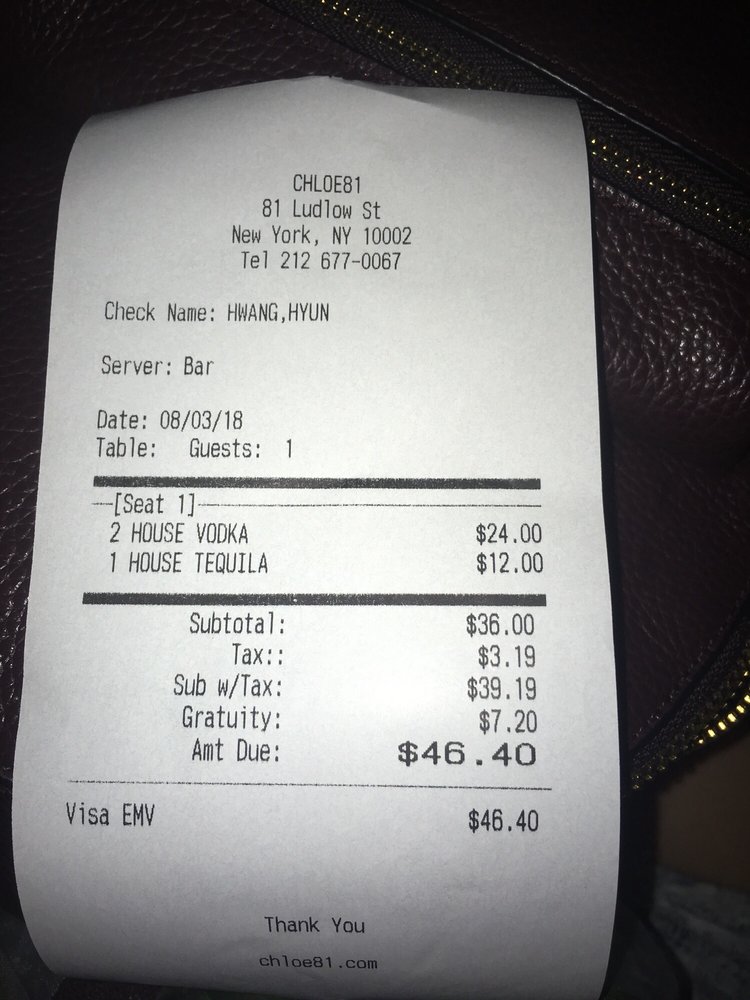 CHLOE81
81 Ludlow St
New York, NY 10002
Tel 212 677-0067
Check Name: HWANG,HYUN
Server: Bar
Date: 08/03/18
Table: Guests: 1
[Seat 1]
2 HOUSE VODKA $24.00
1 HOUSE TEQUILA $12.00
Subtotal: $36.00
Tax:: $3.19
Sub w/Tax: $39.19
Gratuity: $7.20
Amt Due: $46.40
Visa EMV $46.40
Thank You
chloe81.com